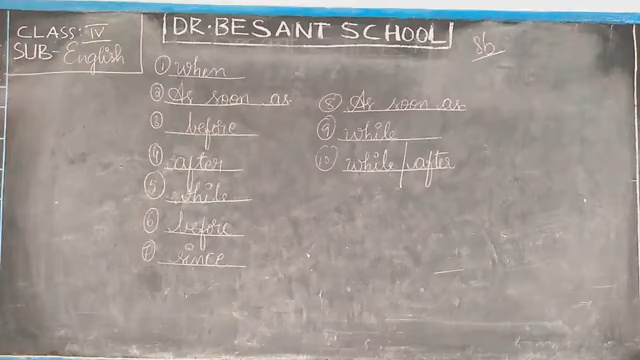 CLASS: IV
SUB- English
DR. BESANT SCHOOL
① when
② As soon as
③ before
④ after
⑤ while
⑥ before
⑦ since
⑧ As soon as
⑨ while
⑩ while/after